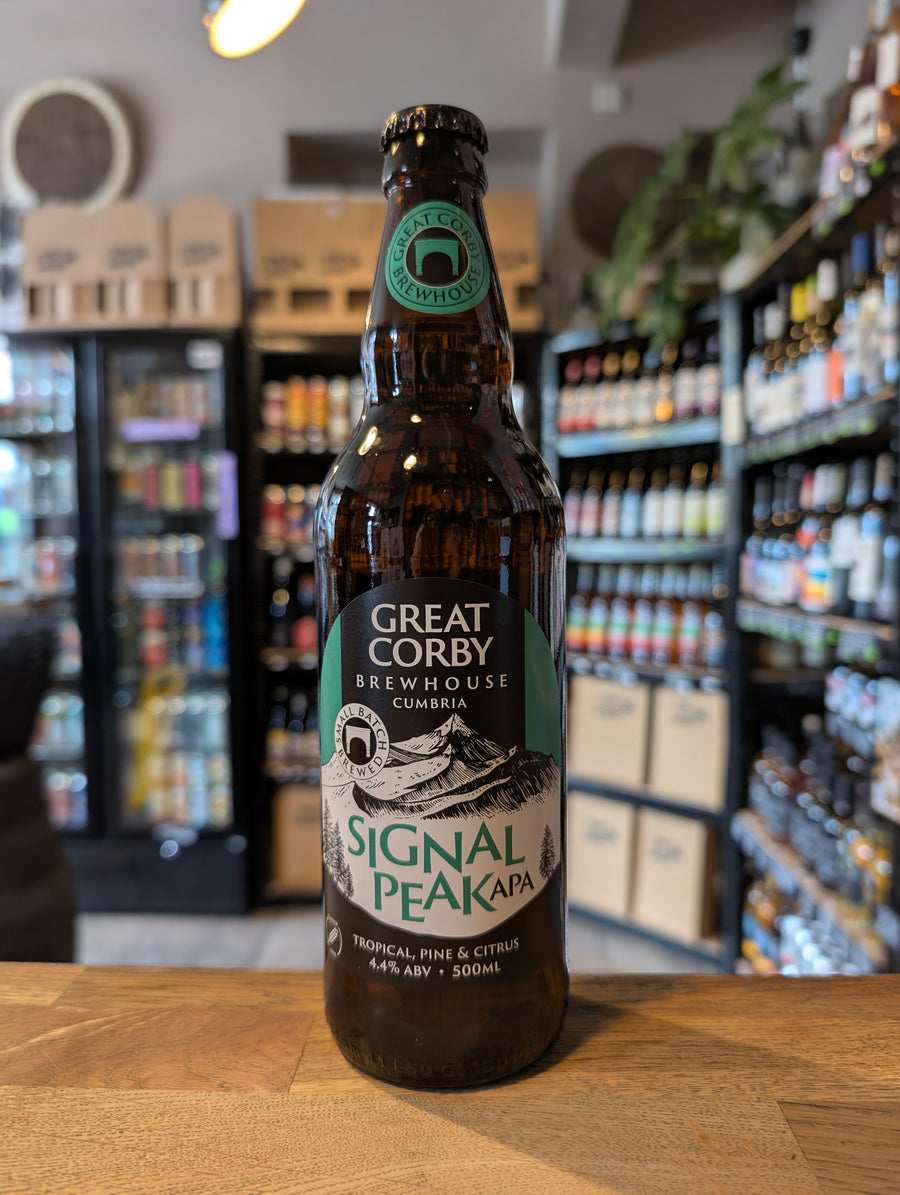 GREAT CORBY
BREWHOUSE
GREAT
CORBY
BREWHOUSE
CUMBRIA
SMALL BATCH
BREWED
SIGNAL
PEAK APA
TROPICAL, PINE & CITRUS
4.4% ABV • 500ML